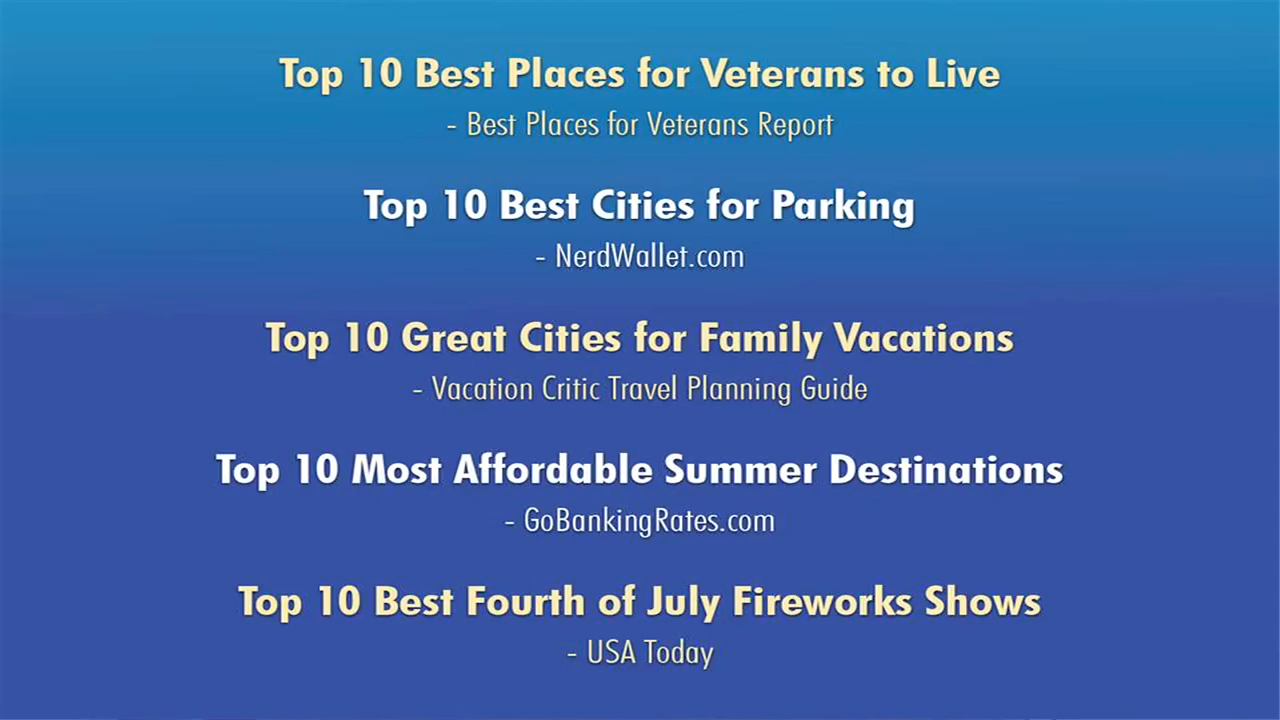 Top 10 Best Places for Veterans to Live
- Best Places for Veterans Report
Top 10 Best Cities for Parking
- NerdWallet.com
Top 10 Great Cities for Family Vacations
- Vacation Critic Travel Planning Guide
Top 10 Most Affordable Summer Destinations
- GoBankingRates.com
Top 10 Best Fourth of July Fireworks Shows
- USA Today